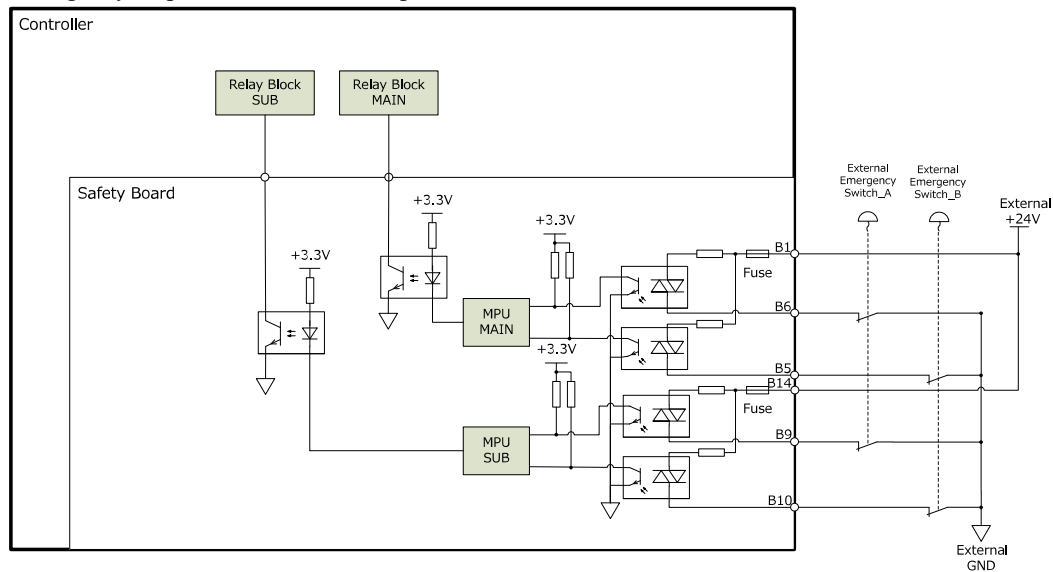 Controller
Relay Block
SUB
Relay Block
MAIN
Safety Board
+3.3V
+3.3V
+3.3V
MPU
MAIN
+3.3V
MPU
SUB
B1
Fuse
B6
B5
B14
Fuse
B9
B10
External
Emergency
Switch_A
External
Emergency
Switch_B
External
+24V
External
GND